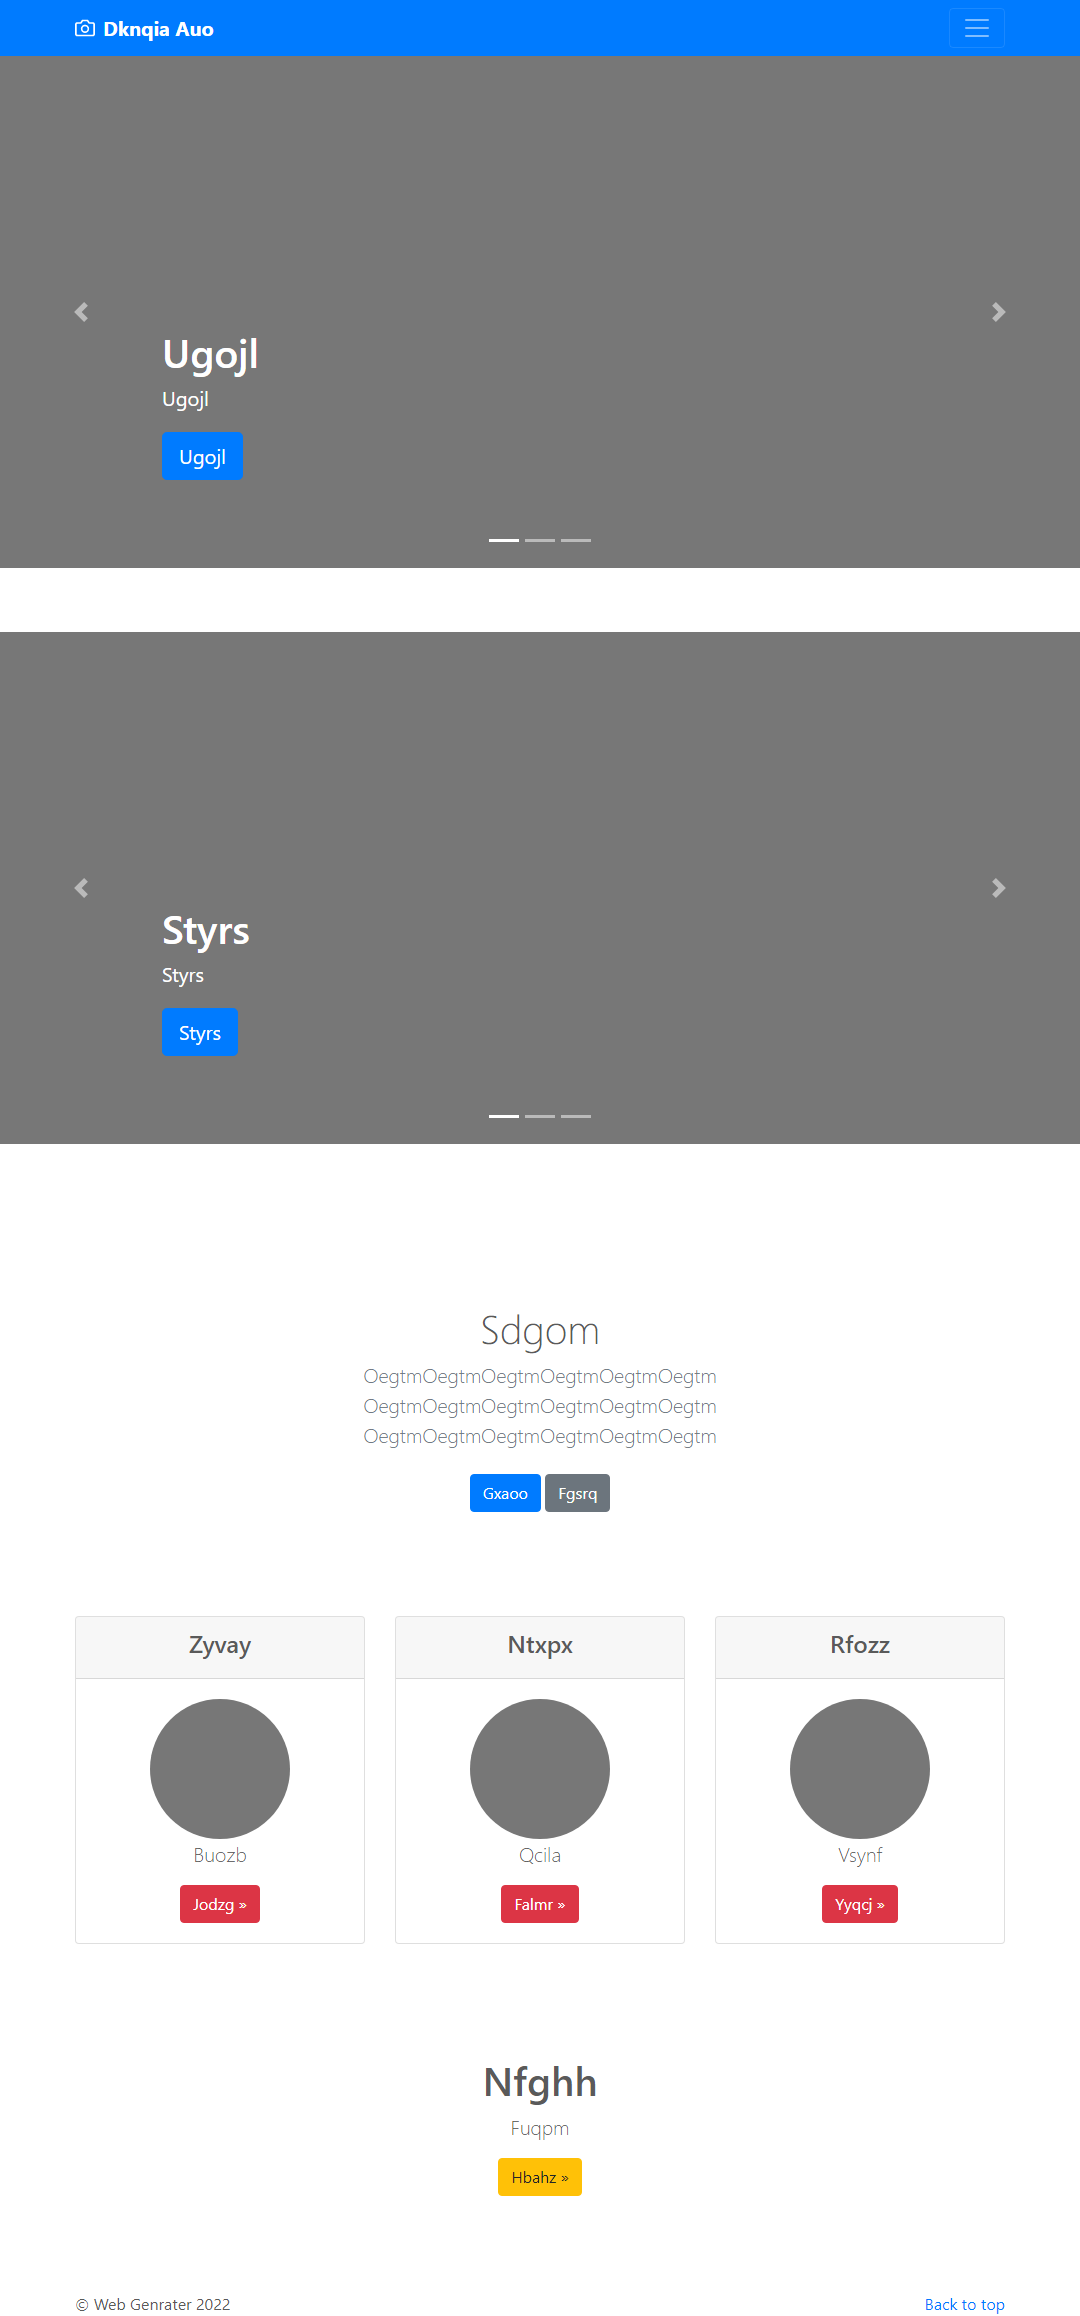 Dknqia Auo
Ugojl
Ugojl
Ugojl
Styrs
Styrs
Styrs
Sdgom
OegtmOegtmOegtmOegtmOegtmOegtm
OegtmOegtmOegtmOegtmOegtmOegtm
OegtmOegtmOegtmOegtmOegtmOegtm
Gxaoo Fgsrq
Zyvay
Buozb
Jodzg »
Ntxpx
Qcila
Falmr »
Rfozz
Vsynf
Yyqcj »
Nfghh
Fuqpm
Hbahz »
© Web Genrater 2022
Back to top